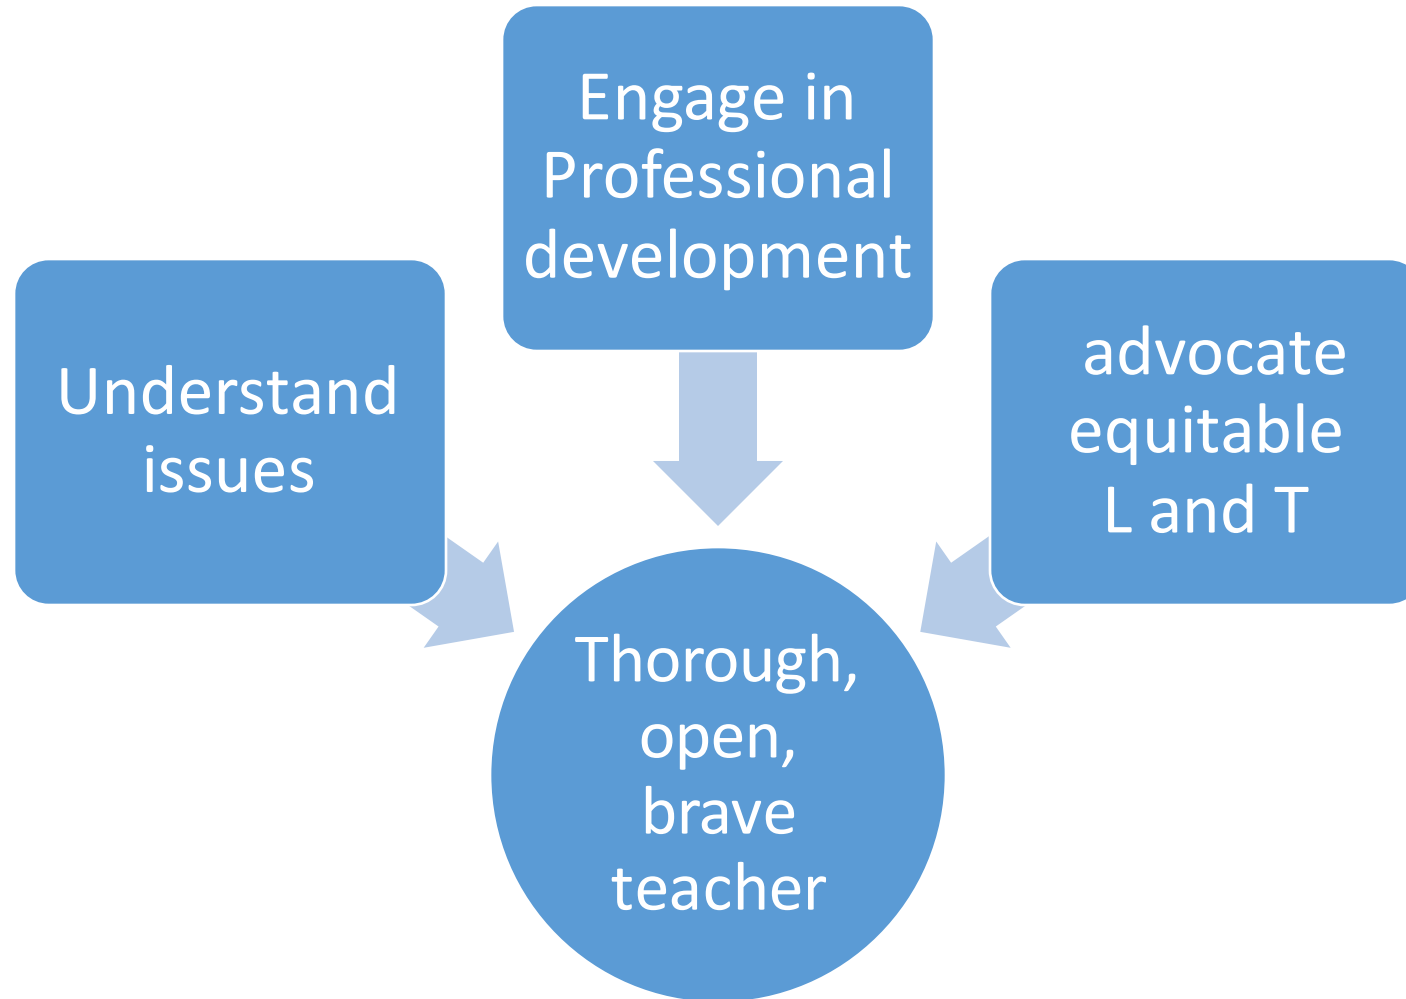 Engage in
Professional
development
Understand
issues
advocate
equitable
L and T
Thorough,
open,
brave
teacher